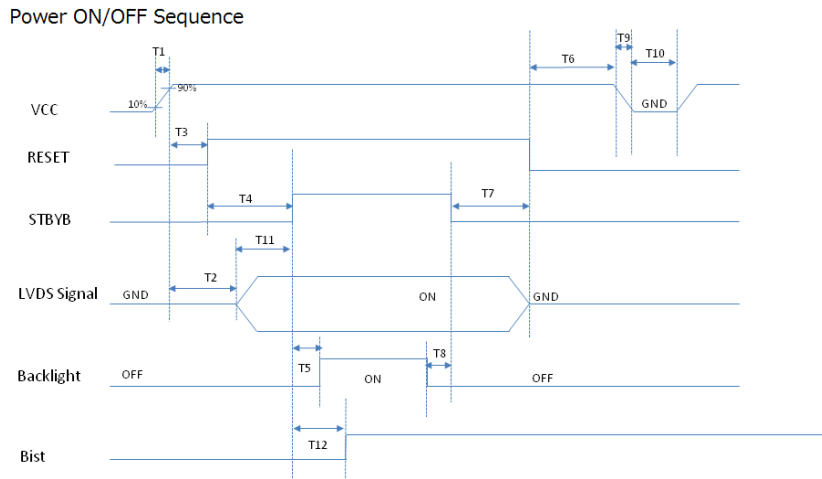 Power ON/OFF Sequence
T1
T9
T10
T6
90%
10%
VCC
GND
T3
RESET
T4
T7
STBYB
T11
T2
LVDS Signal
GND
ON
GND
T5
T8
Backlight
OFF
ON
OFF
T12
Bist